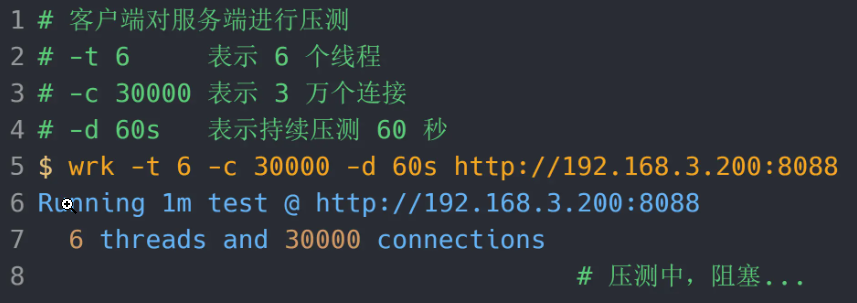 1 # 客户端对服务端进行压测
2 # -t 6 表示 6 个线程
3 # -c 30000 表示 3 万个连接
4 # -d 60s 表示持续压测 60 秒
5 $ wrk -t 6 -c 30000 -d 60s http://192.168.3.200:8088
6 Running 1m test @ http://192.168.3.200:8088
7 6 threads and 30000 connections
8 # 压测中，阻塞...